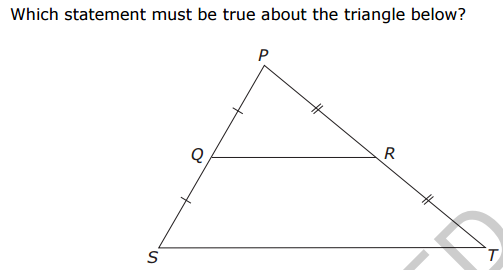 Which statement must be true about the triangle below?
P
Q
R
S
T